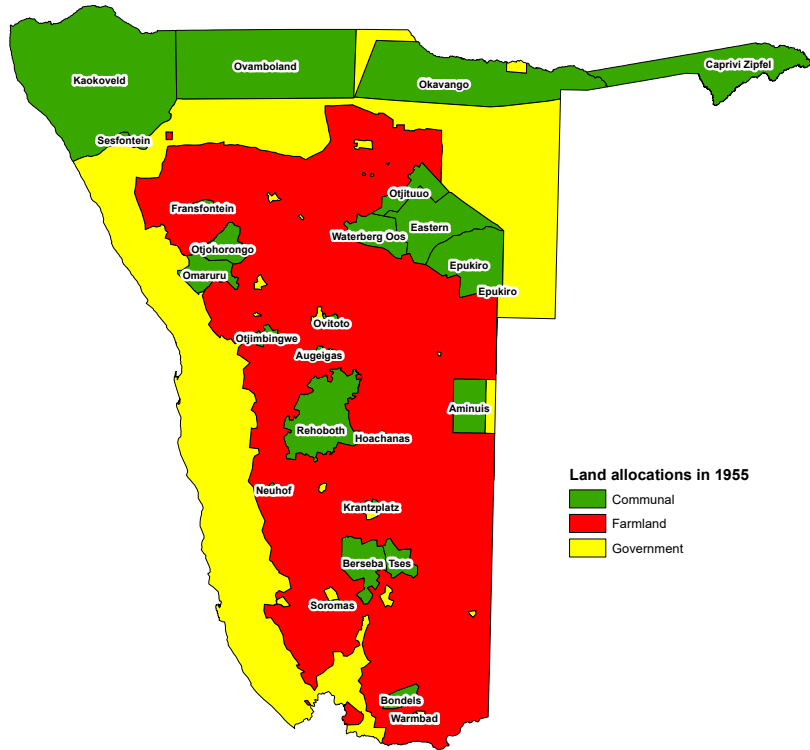 Caprivi Zipfel
Ovamboland
Kaokoveld
Okavango
Sesfontein
Otjituuo
Fransfontein
Eastern
Waterberg Oos
Otjohorongo
Epukiro
Omaruru
Epukiro
Ovitoto
Otjimbingwe
Augeigas
Aminuis
Rehoboth
Hoachanas
Land allocations in 1955
Neuhof
Communal
Krantzplatz
Farmland
Government
Berseba
Tses
Soromas
Bondels
Warmbad